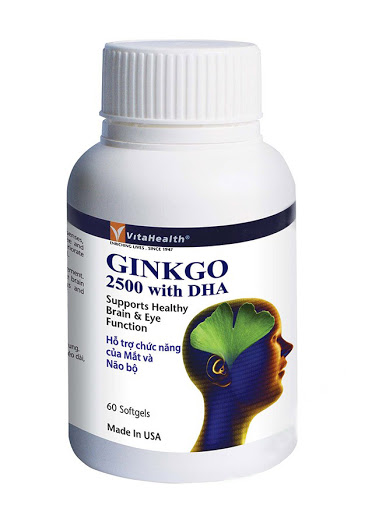 VitaHealth®
ENRICHING LIVES . SINCE 1947
GINKGO
2500 with DHA
Supports Healthy
Brain & Eye
Function
Hỗ trợ chức năng
của Mắt và
Não bộ
60 Softgels
Made In USA